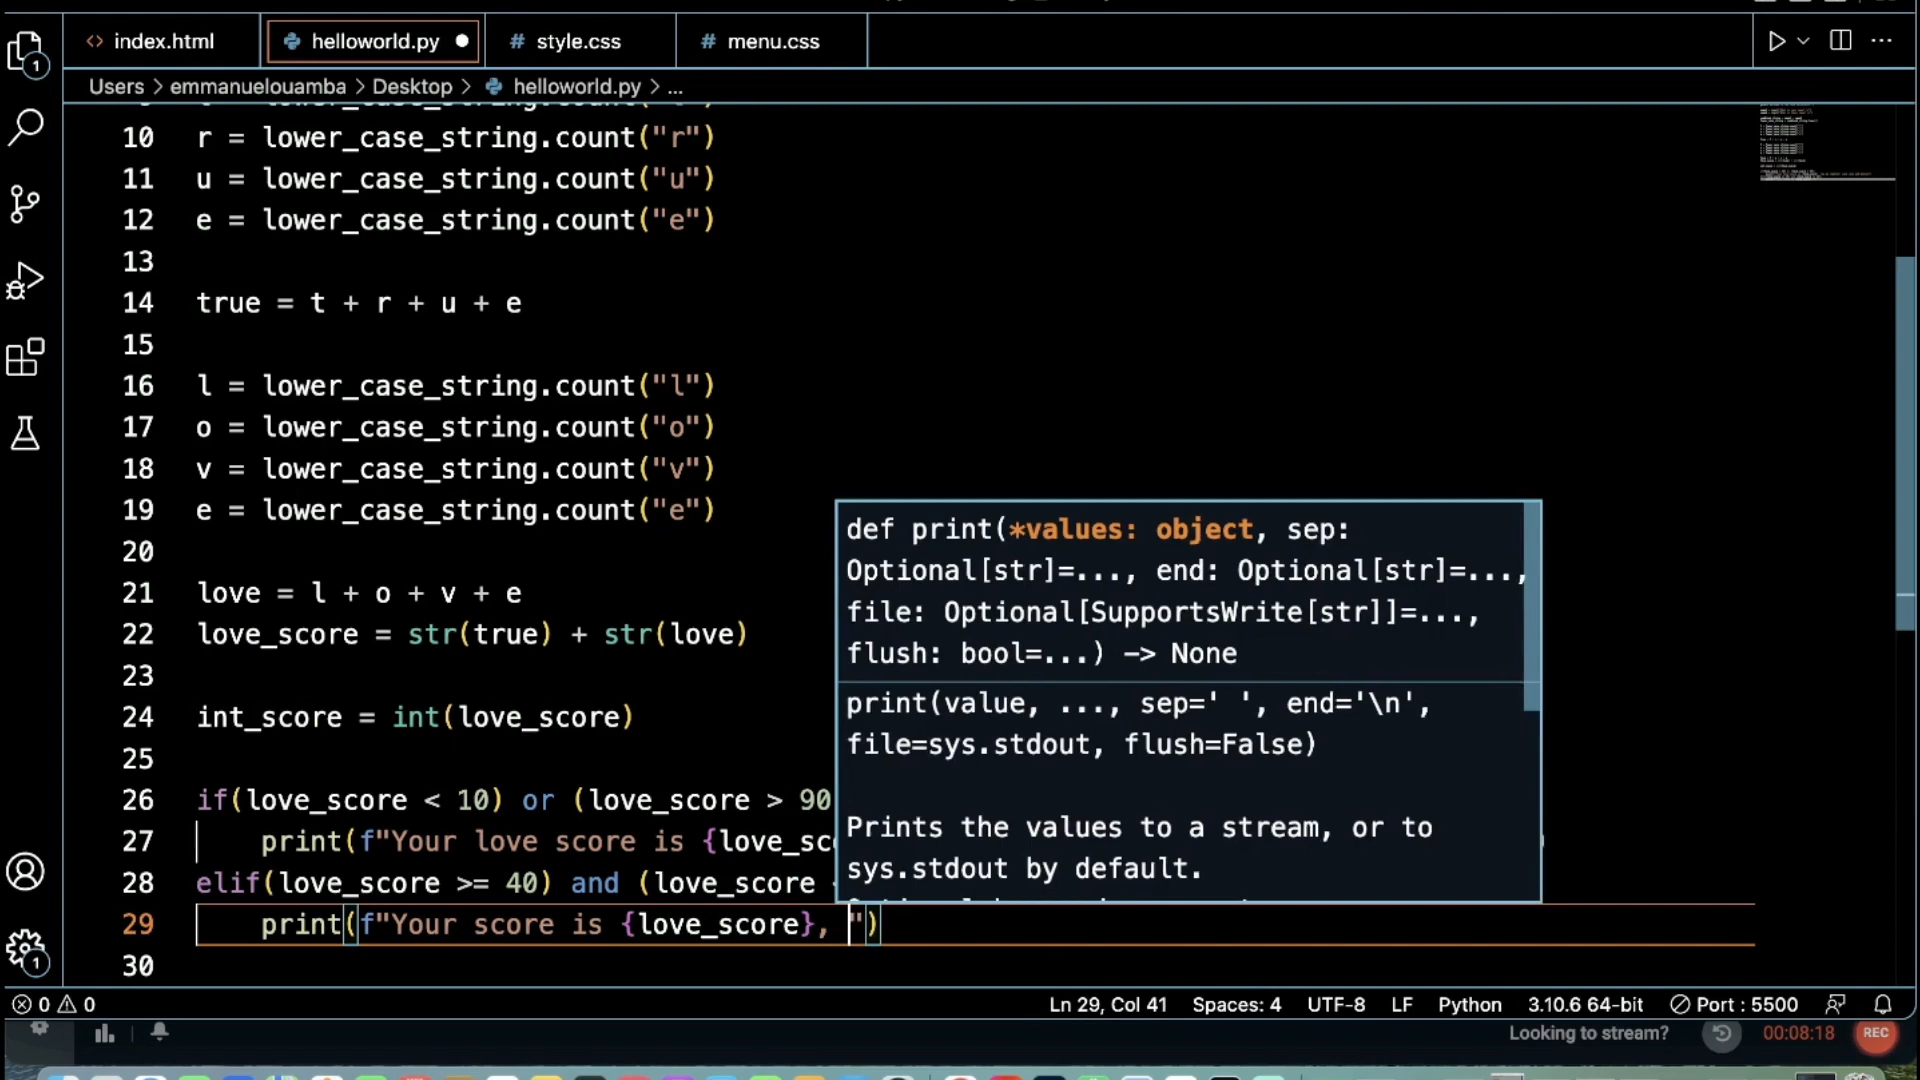 index.html helloworld.py style.css menu.css
Users > emmanuelouamba > Desktop > helloworld.py > ...
10 r = lower_case_string.count("r")
11 u = lower_case_string.count("u")
12 e = lower_case_string.count("e")
13
14 true = t + r + u + e
15
16 l = lower_case_string.count("l")
17 o = lower_case_string.count("o")
18 v = lower_case_string.count("v")
19 e = lower_case_string.count("e")
20
21 love = l + o + v + e
22 love_score = str(true) + str(love)
23
24 int_score = int(love_score)
25
26 if(love_score < 10) or (love_score > 90
27 print(f"Your love score is {love_sc
28 elif(love_score >= 40) and (love_score
29 print(f"Your score is {love_score}, ")
30
def print(*values: object, sep:
Optional[str]=..., end: Optional[str]=...,
file: Optional[SupportsWrite[str]]=...,
flush: bool=...) -> None
print(value, ..., sep=' ', end='\n',
file=sys.stdout, flush=False)
Prints the values to a stream, or to
sys.stdout by default.
1
1
0 0 Ln 29, Col 41 Spaces: 4 UTF-8 LF Python 3.10.6 64-bit Port : 5500
Looking to stream? 00:08:18 REC